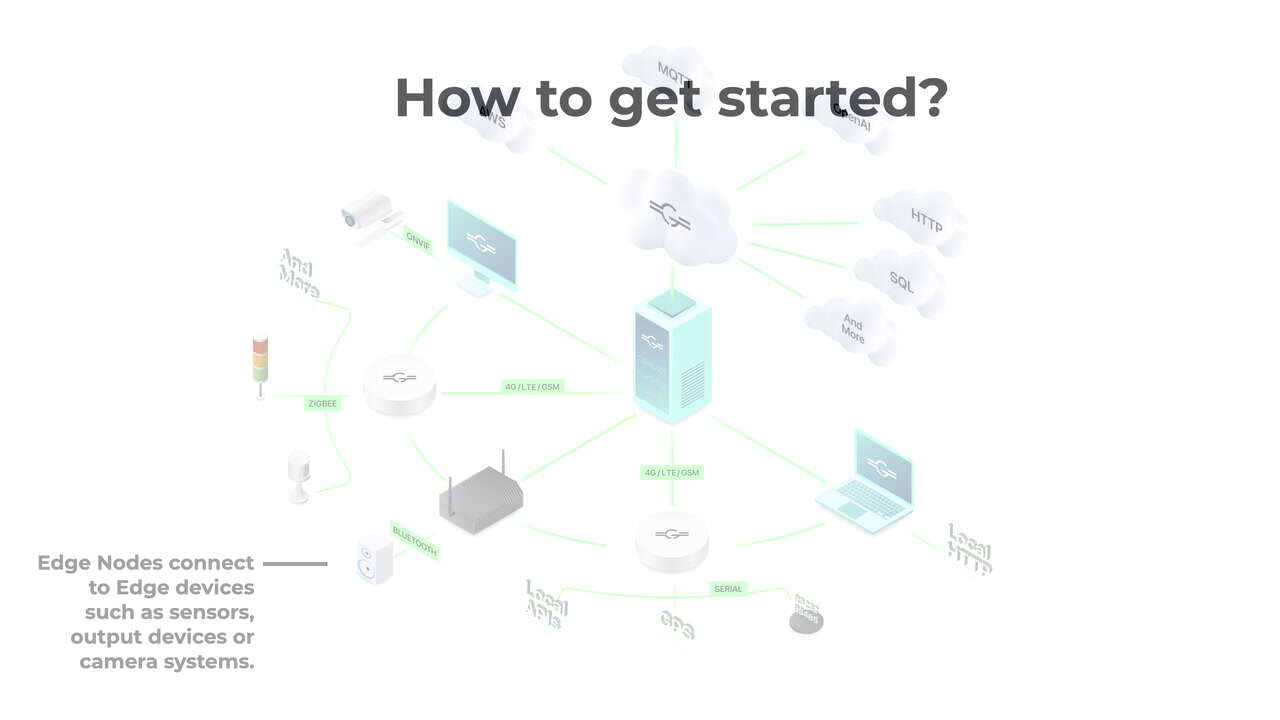 MQTT
How to get started?
AWS
OpenAI
HTTP
ONVIF
And
More
SQL
And
More
4G / LTE / GSM
ZIGBEE
4G / LTE / GSM
BLUETOOTH
Local
HTTP
Edge Nodes connect
to Edge devices
such as sensors,
output devices or
camera systems.
SERIAL
Local
APIs
GPS